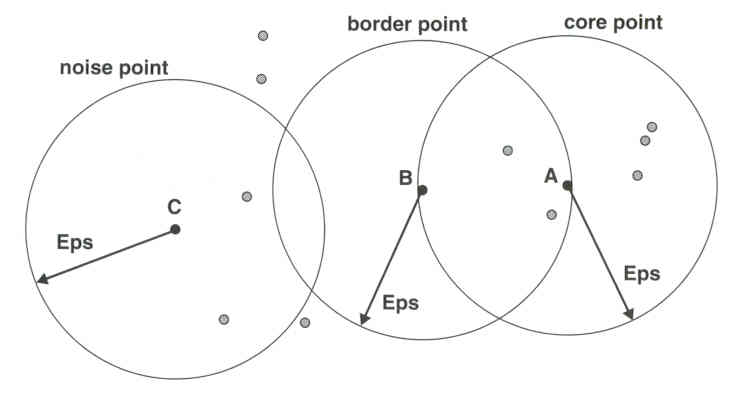 noise point
border point
core point
C
Eps
B
Eps
A
Eps